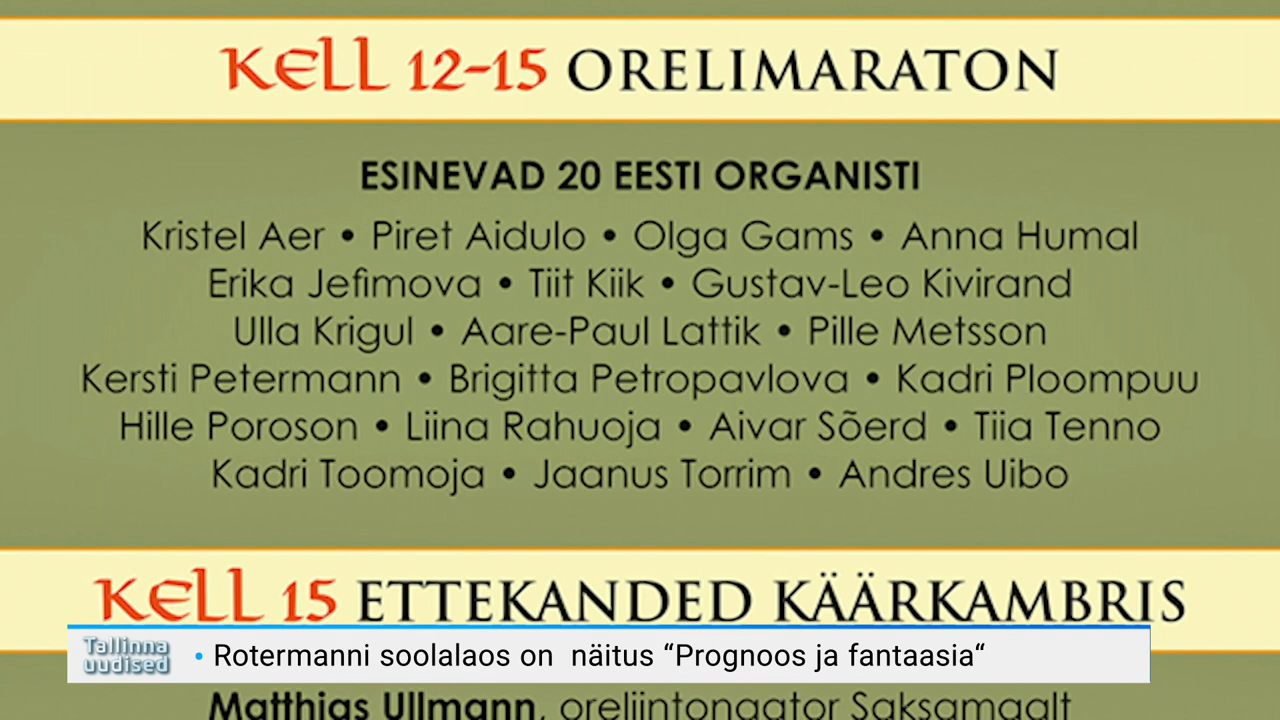 KELL 12-15 ORELIMARATON
ESINEVAD 20 EESTI ORGANISTI
Kristel Aer • Piret Aidulo • Olga Gams • Anna Humal
Erika Jefimova • Tiit Kiik • Gustav-Leo Kivirand
Ulla Krigul • Aare-Paul Lattik • Pille Metsson
Kersti Petermann • Brigitta Petropavlova • Kadri Ploompuu
Hille Poroson • Liina Rahuoja • Aivar Sõerd • Tiia Tenno
Kadri Toomoja • Jaanus Torrim • Andres Uibo
KELL 15 ETTEKANDED KÄÄRKAMBRIS
Tallinna
uudised
• Rotermanni soolalaos on  näitus “Prognoos ja fantaasia“
Matthias Ullmann, oreliintonaator Saksamaalt